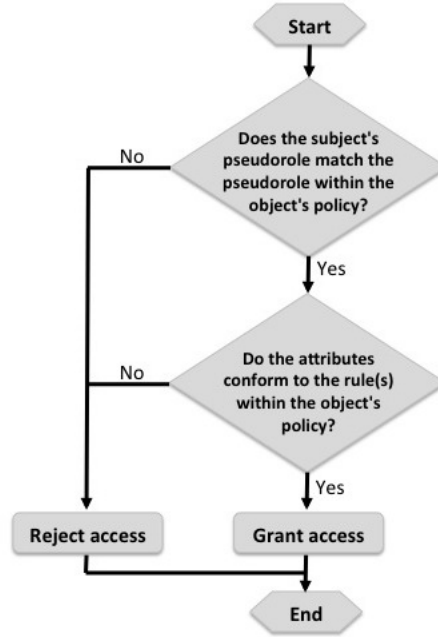 Start
Does the subject's
pseudorole match the
pseudorole within the
object's policy?
No
Yes
Do the attributes
conform to the rule(s)
within the object's
policy?
No
Yes
Reject access
Grant access
End